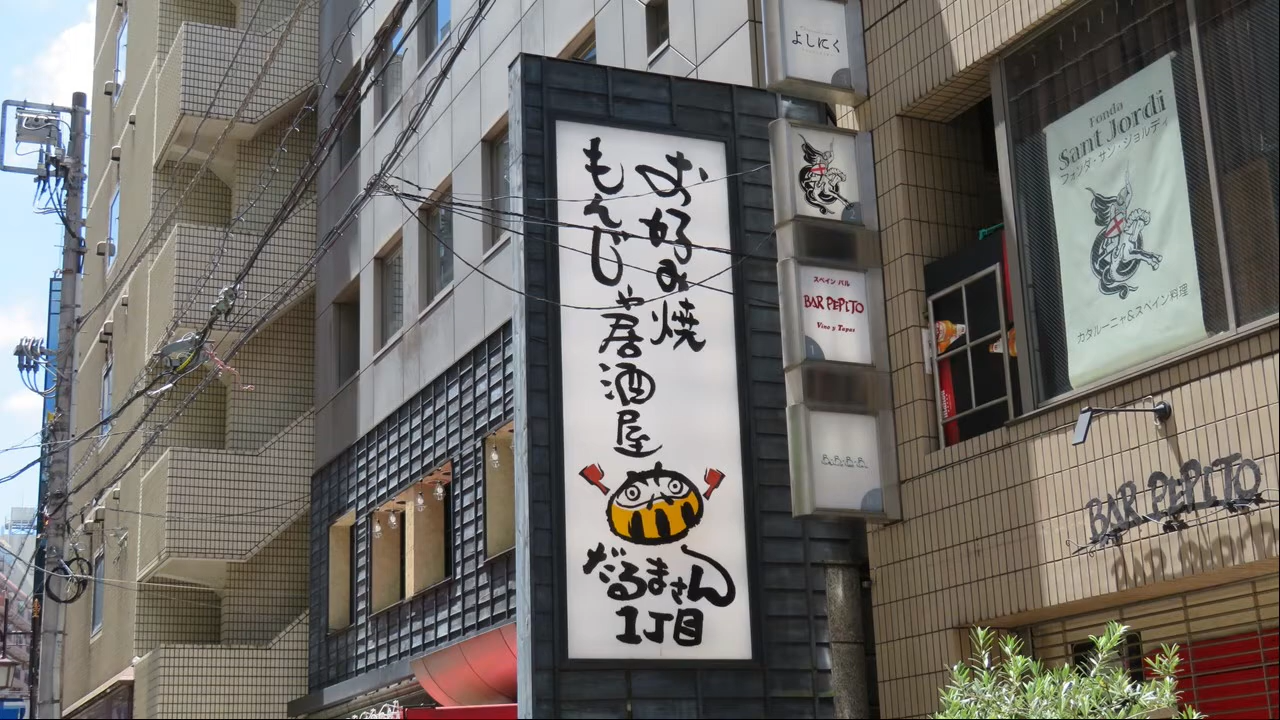 お好み焼
もんじゃ居酒屋
だるまさん
1丁目
よしにく
スペイン バル
BAR PEPITO
Vino y Tapas
Fonda
Sant Jordi
フォンダ・サン・ジョルディ
カタルーニャ&スペイン料理
BAR PEPITO